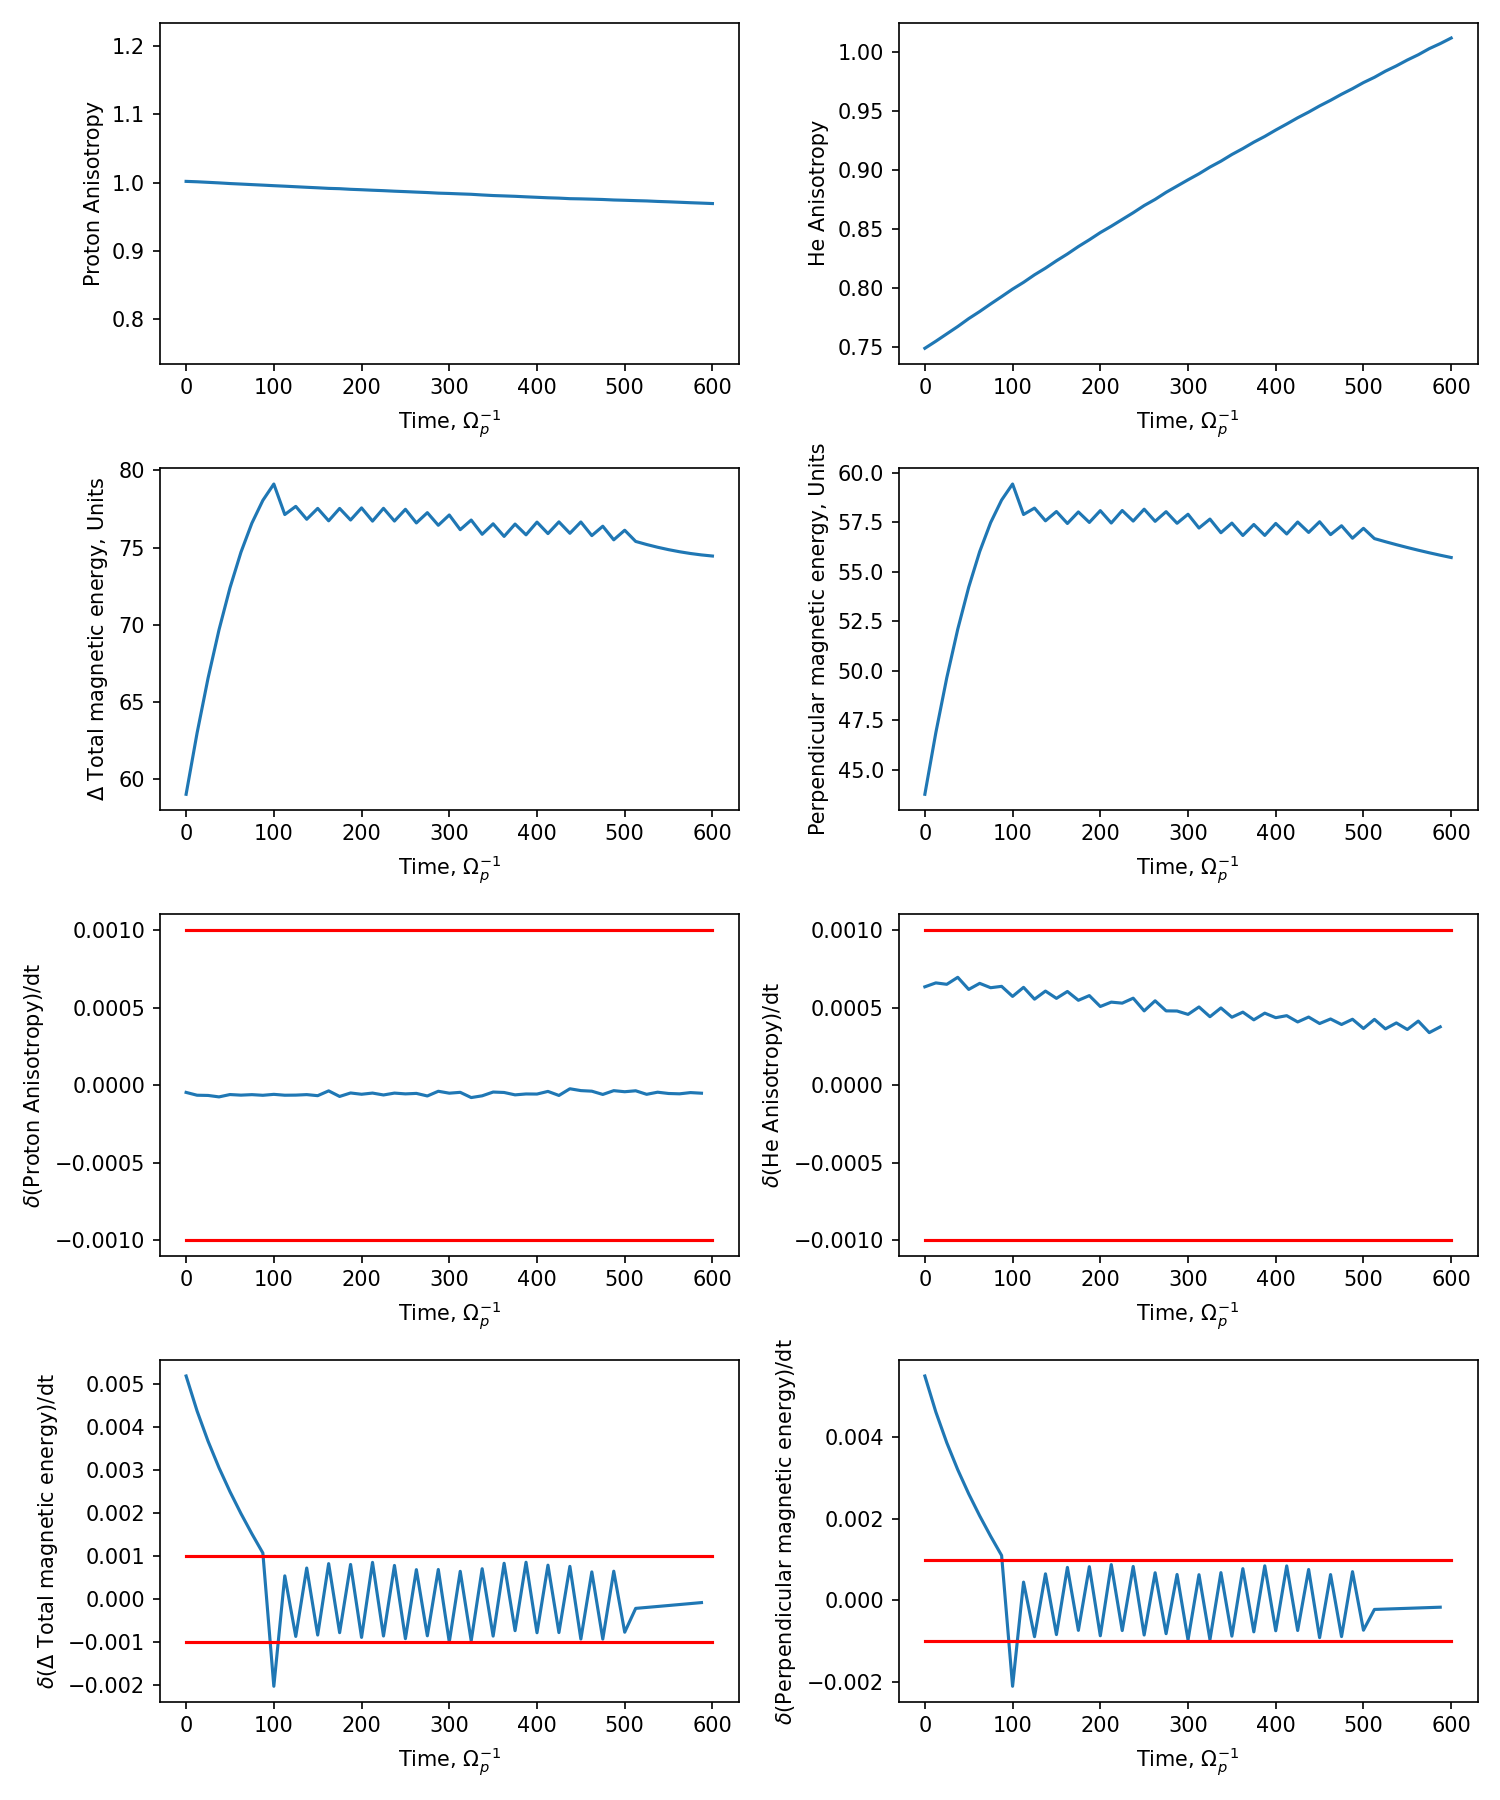 Proton Anisotropy
1.2
1.1
1.0
0.9
0.8
0 100 200 300 400 500 600
Time, Ω_p^{−1}
He Anisotropy
1.00
0.95
0.90
0.85
0.80
0.75
0 100 200 300 400 500 600
Time, Ω_p^{−1}
Δ Total magnetic energy, Units
80
75
70
65
60
0 100 200 300 400 500 600
Time, Ω_p^{−1}
Perpendicular magnetic energy, Units
60.0
57.5
55.0
52.5
50.0
47.5
45.0
0 100 200 300 400 500 600
Time, Ω_p^{−1}
δ(Proton Anisotropy)/dt
0.0010
0.0005
0.0000
−0.0005
−0.0010
0 100 200 300 400 500 600
Time, Ω_p^{−1}
δ(He Anisotropy)/dt
0.0010
0.0005
0.0000
−0.0005
−0.0010
0 100 200 300 400 500 600
Time, Ω_p^{−1}
δ(Δ Total magnetic energy)/dt
0.005
0.004
0.003
0.002
0.001
0.000
−0.001
−0.002
0 100 200 300 400 500 600
Time, Ω_p^{−1}
δ(Perpendicular magnetic energy)/dt
0.004
0.002
0.000
−0.002
0 100 200 300 400 500 600
Time, Ω_p^{−1}